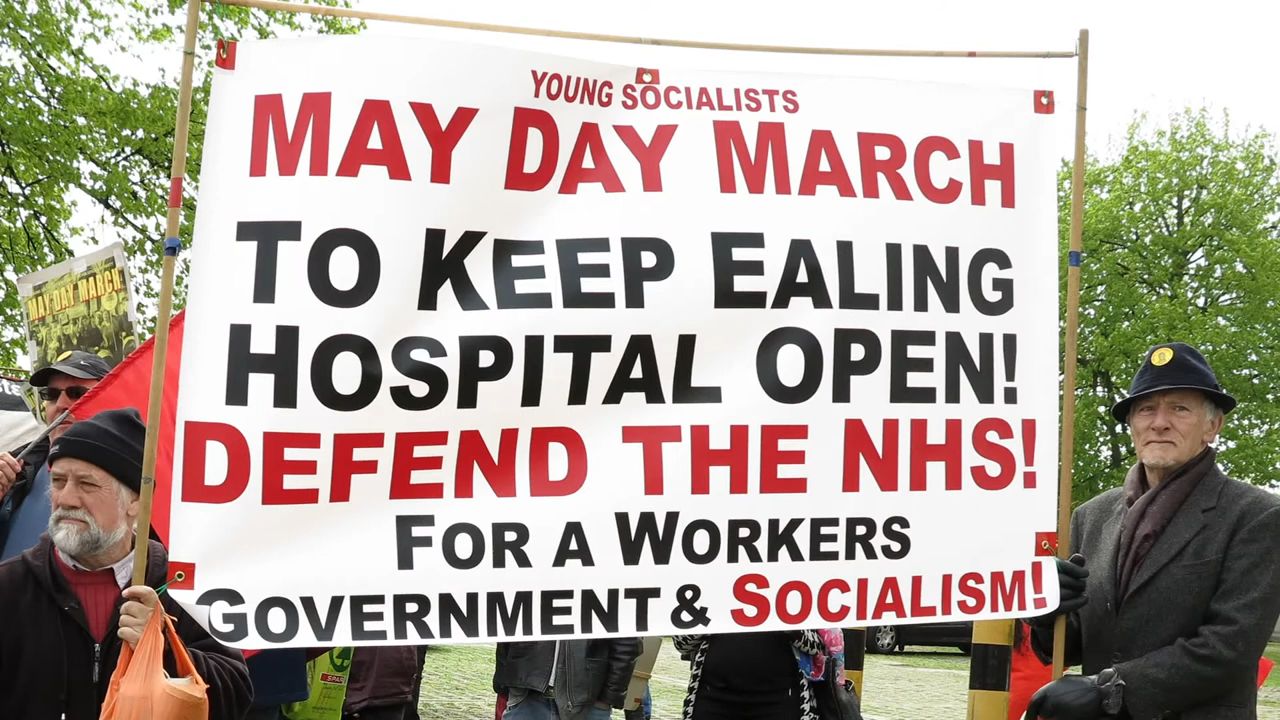 YOUNG SOCIALISTS
MAY DAY MARCH
TO KEEP EALING
HOSPITAL OPEN!
DEFEND THE NHS!
FOR A WORKERS
GOVERNMENT & SOCIALISM!
MAY DAY MARCH
SPAR